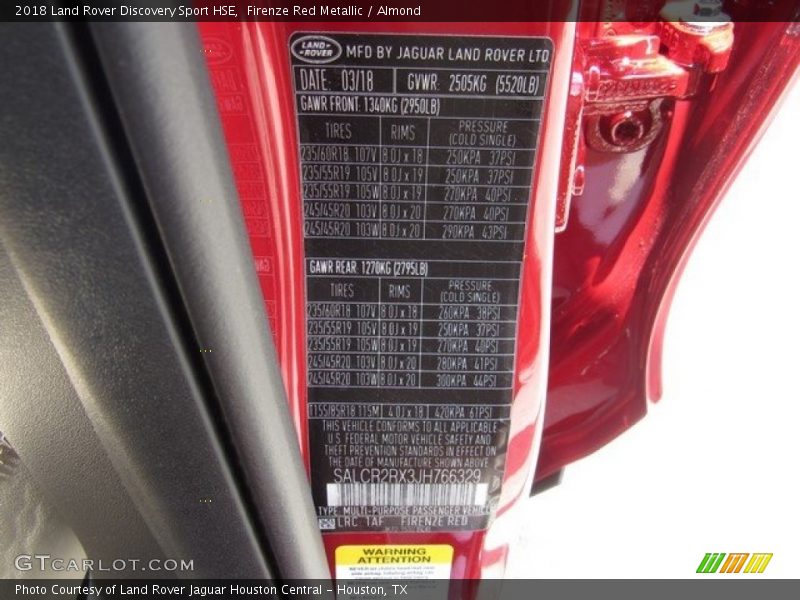 2018 Land Rover Discovery Sport HSE,  Firenze Red Metallic / Almond
LAND ROVER MFD BY JAGUAR LAND ROVER LTD
DATE: 03/18 GVWR: 2505KG (5520LB)
GAWR FRONT: 1340KG (2950LB)
TIRES RIMS PRESSURE (COLD SINGLE)
235/60R18 107V 8.0J x 18 250KPA 37PSI
235/55R19 105V 8.0J x 19 250KPA 37PSI
235/55R19 105W 8.0J x 19 270KPA 40PSI
245/45R20 103V 8.0J x 20 270KPA 40PSI
245/45R20 103W 8.0J x 20 290KPA 43PSI
GAWR REAR: 1270KG (2795LB)
TIRES RIMS PRESSURE (COLD SINGLE)
235/60R18 107V 8.0J x 18 260KPA 38PSI
235/55R19 105V 8.0J x 19 250KPA 37PSI
235/55R19 105W 8.0J x 19 270KPA 40PSI
245/45R20 103V 8.0J x 20 280KPA 41PSI
245/45R20 103W 8.0J x 20 300KPA 44PSI
T155/85R18 115M 4.0J x 18 420KPA 61PSI
THIS VEHICLE CONFORMS TO ALL APPLICABLE
U.S. FEDERAL MOTOR VEHICLE SAFETY AND
THEFT PREVENTION STANDARDS IN EFFECT ON
THE DATE OF MANUFACTURE SHOWN ABOVE
SALCR2RX3JH766329
TYPE: MULTI-PURPOSE PASSENGER VEHICLE
LRC: 1AF FIRENZE RED
WARNING
ATTENTION
GTCARLOT.COM
Photo Courtesy of Land Rover Jaguar Houston Central - Houston, TX